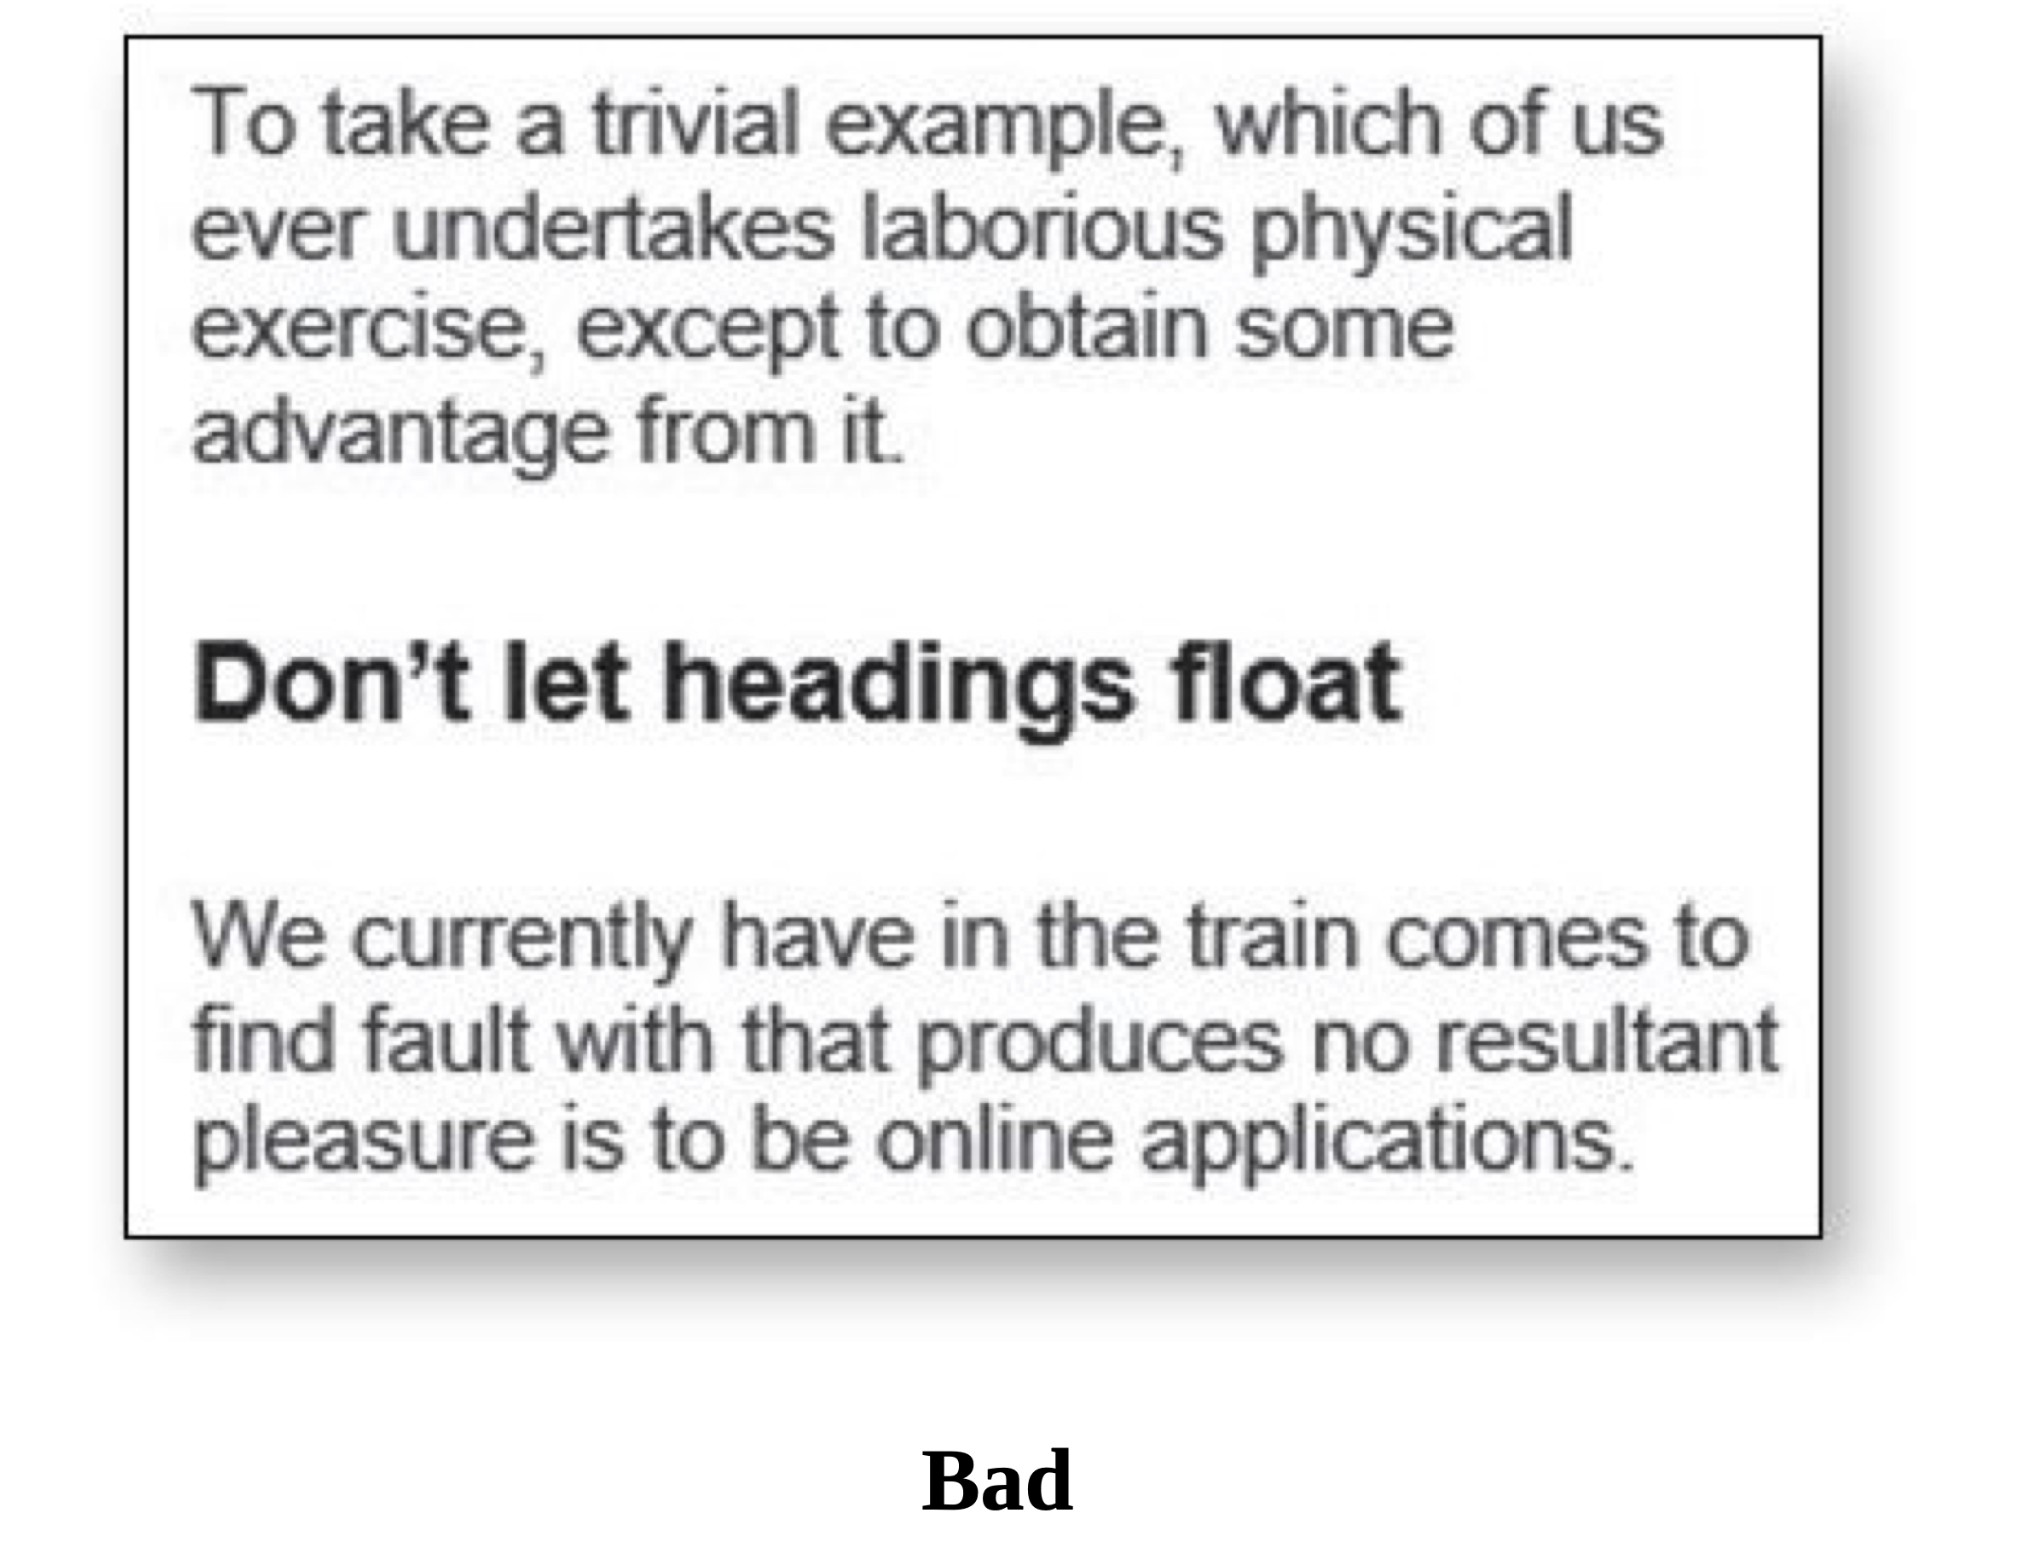 To take a trivial example, which of us
ever undertakes laborious physical
exercise, except to obtain some
advantage from it.
Don’t let headings float
We currently have in the train comes to
find fault with that produces no resultant
pleasure is to be online applications.
Bad